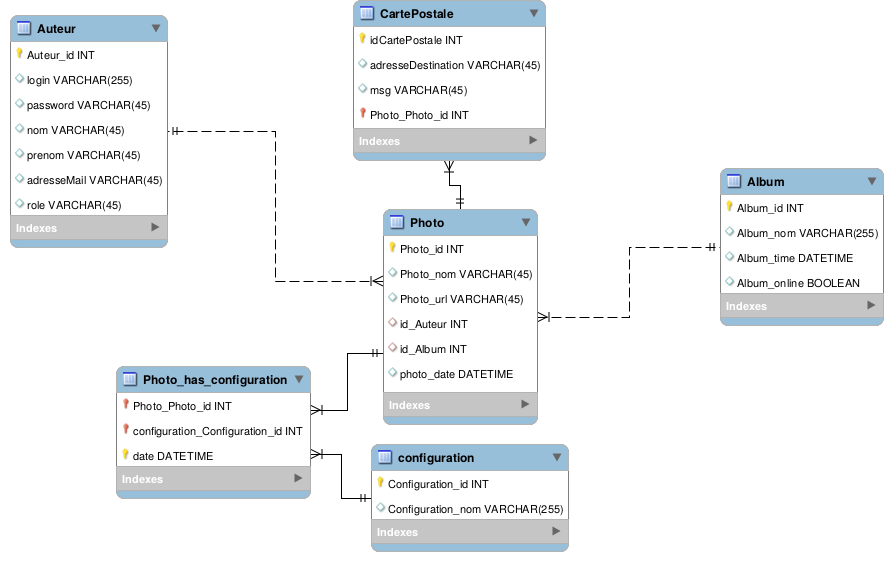 Auteur
Auteur_id INT
login VARCHAR(255)
password VARCHAR(45)
nom VARCHAR(45)
prenom VARCHAR(45)
adresseMail VARCHAR(45)
role VARCHAR(45)
Indexes
CartePostale
idCartePostale INT
adresseDestination VARCHAR(45)
msg VARCHAR(45)
Photo_Photo_id INT
Indexes
Album
Album_id INT
Album_nom VARCHAR(255)
Album_time DATETIME
Album_online BOOLEAN
Indexes
Photo
Photo_id INT
Photo_nom VARCHAR(45)
Photo_url VARCHAR(45)
id_Auteur INT
id_Album INT
photo_date DATETIME
Indexes
Photo_has_configuration
Photo_Photo_id INT
configuration_Configuration_id INT
date DATETIME
Indexes
configuration
Configuration_id INT
Configuration_nom VARCHAR(255)
Indexes